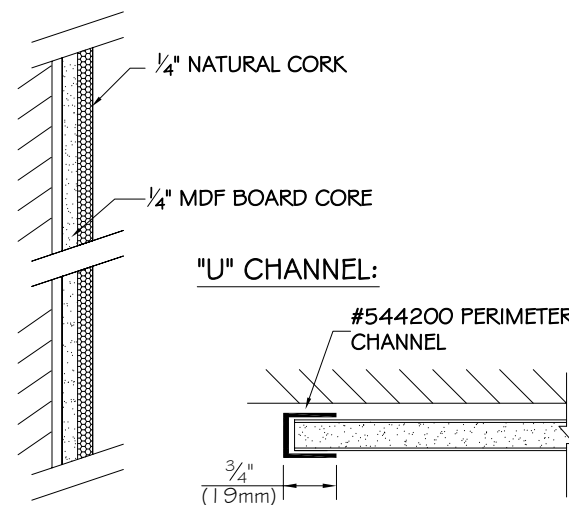 ¼" NATURAL CORK
¼" MDF BOARD CORE
"U" CHANNEL:
#544200 PERIMETER
CHANNEL
¾"
(19mm)